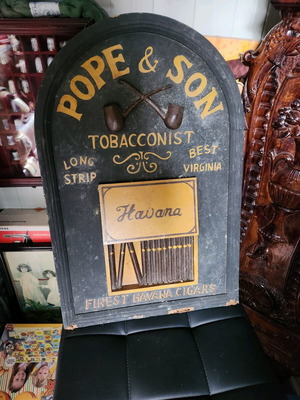 POPE & SON
TOBACCONIST
LONG STRIP
BEST VIRGINIA
Havana
FINEST HAVANA CIGARS